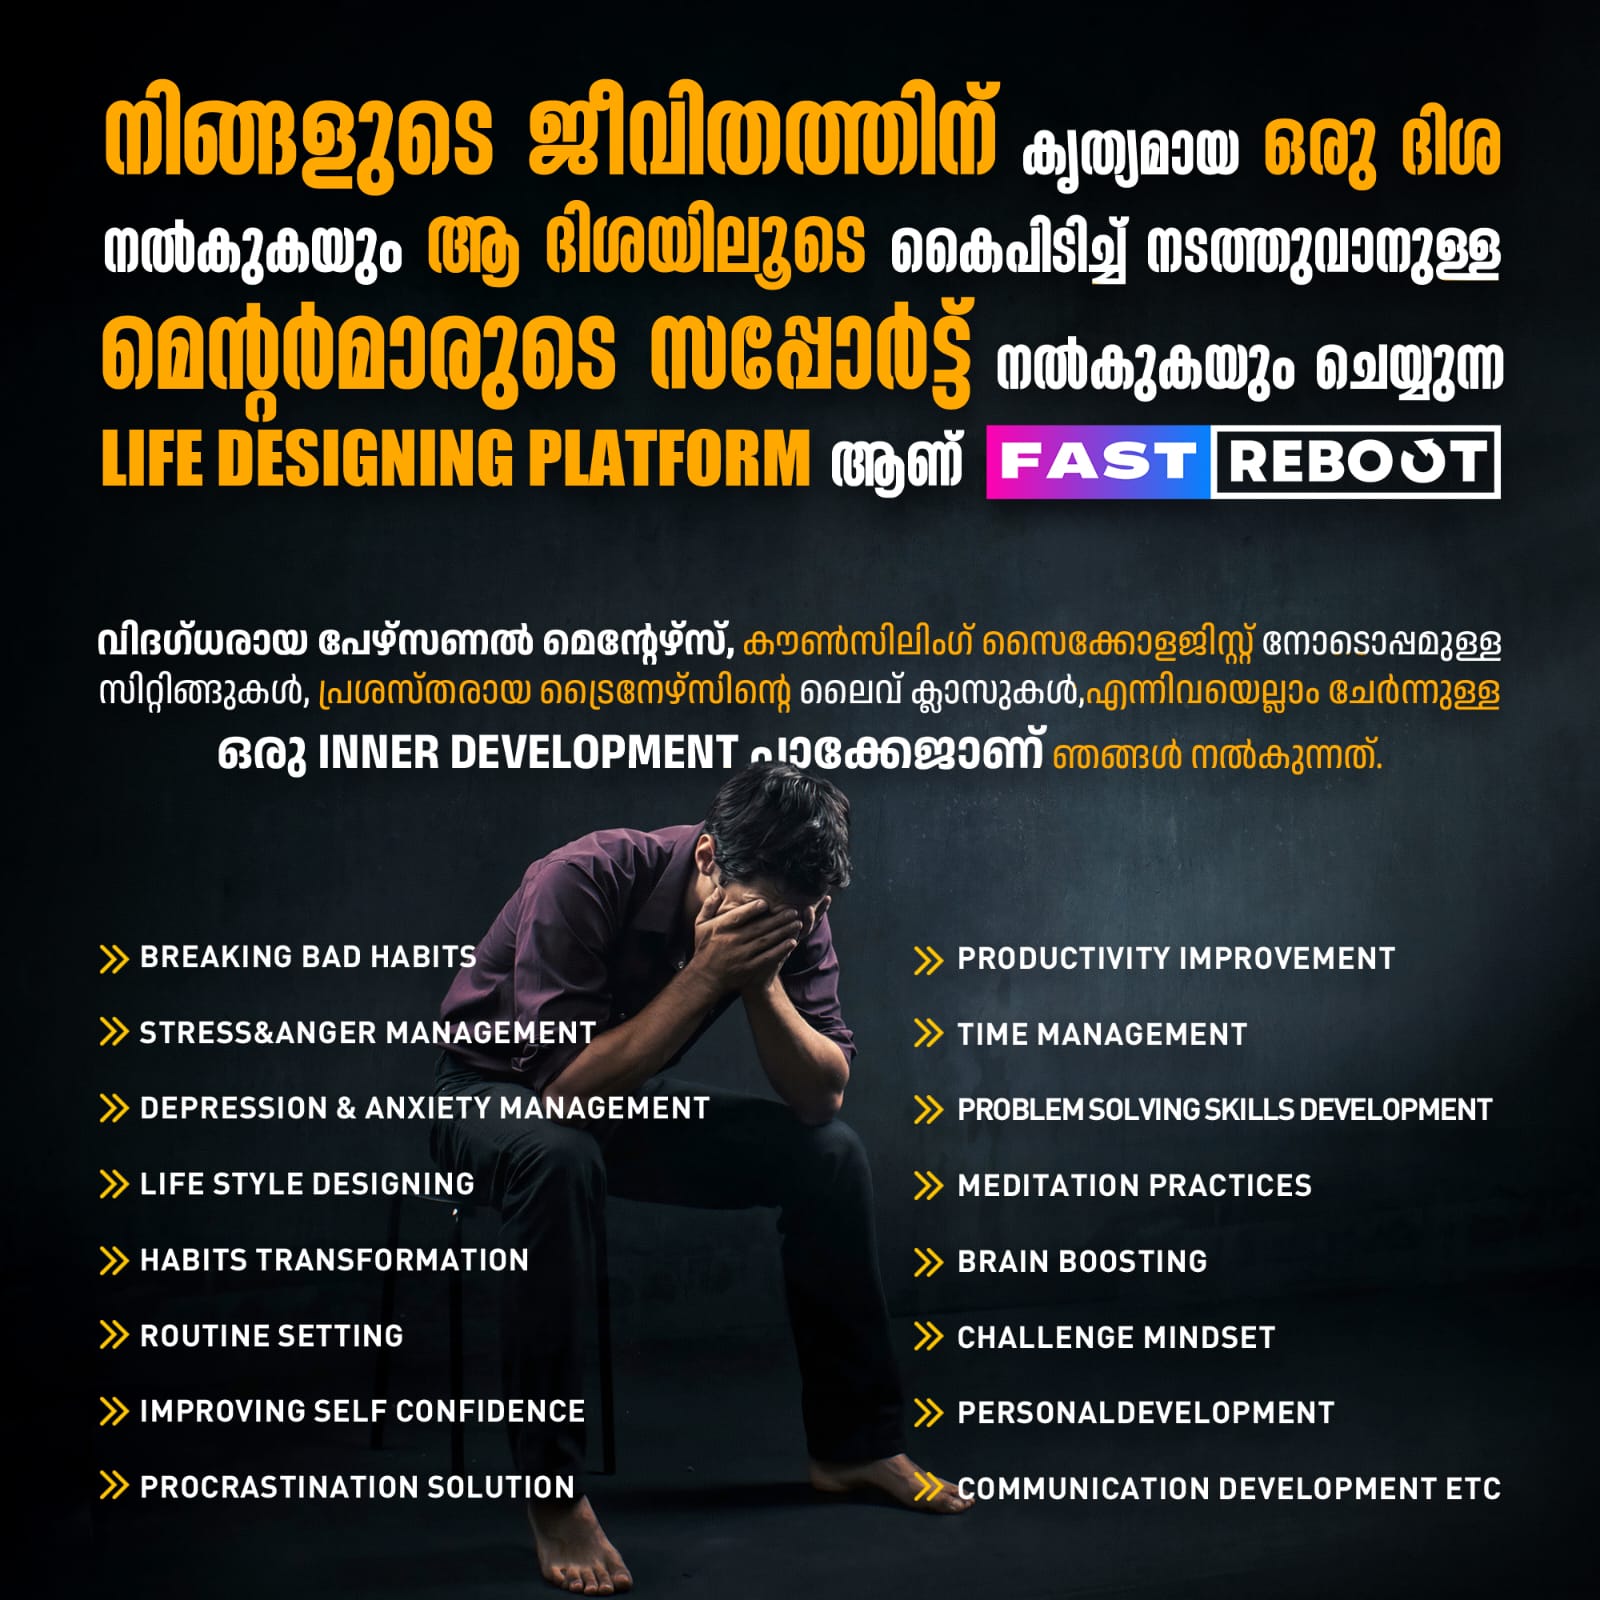 നിങ്ങളുടെ ജീവിതത്തിന് കൃത്യമായ ഒരു ദിശ
നൽകുകയും ആ ദിശയിലൂടെ കൈപിടിച്ച് നടത്തുവാനുള്ള
മെന്റർമാരുടെ സപ്പോർട്ട് നൽകുകയും ചെയ്യുന്ന
LIFE DESIGNING PLATFORM ആണ് FAST REBOOT
വിദഗ്ധരായ പേഴ്സണൽ മെന്റേഴ്സ്, കൗൺസിലിംഗ് സൈക്കോളജിസ്റ്റ് നോടൊപ്പമുള്ള
സിറ്റിങ്ങുകൾ, പ്രശസ്തരായ ട്രൈനേഴ്സിന്റെ ലൈവ് ക്ലാസുകൾ,എന്നിവയെല്ലാം ചേർന്നുള്ള
ഒരു INNER DEVELOPMENT പാക്കേജാണ് ഞങ്ങൾ നൽകുന്നത്.
BREAKING BAD HABITS
STRESS&ANGER MANAGEMENT
DEPRESSION & ANXIETY MANAGEMENT
LIFE STYLE DESIGNING
HABITS TRANSFORMATION
ROUTINE SETTING
IMPROVING SELF CONFIDENCE
PROCRASTINATION SOLUTION
PRODUCTIVITY IMPROVEMENT
TIME MANAGEMENT
PROBLEM SOLVING SKILLS DEVELOPMENT
MEDITATION PRACTICES
BRAIN BOOSTING
CHALLENGE MINDSET
PERSONALDEVELOPMENT
COMMUNICATION DEVELOPMENT ETC